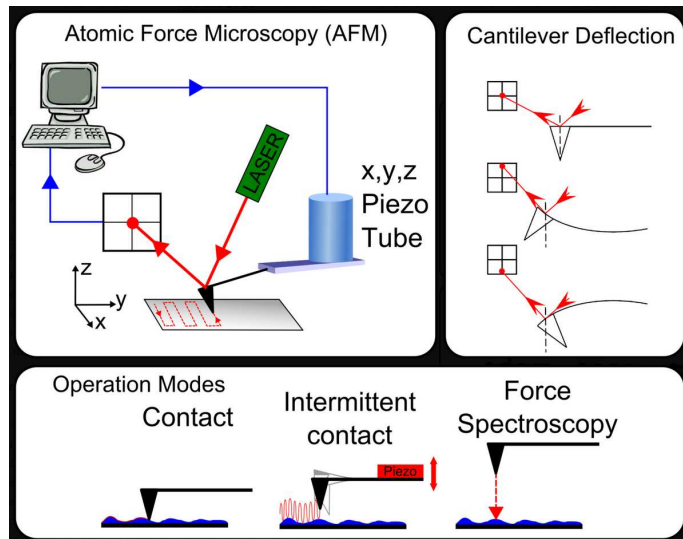 Atomic Force Microscopy (AFM)
LASER
x,y,z
Piezo
Tube
z
y
x
Cantilever Deflection
Operation Modes
Contact
Intermittent
contact
Piezo
Force
Spectroscopy